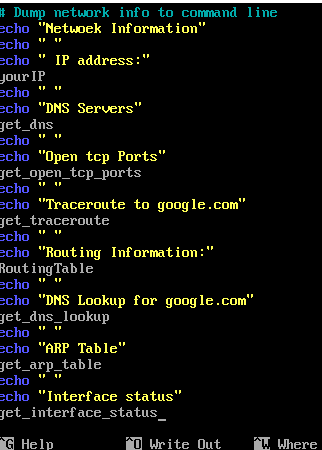 # Dump network info to command line
echo "Netwoek Information"
echo " "
echo " IP address:"
yourIP
echo " "
echo "DNS Servers"
get_dns
echo " "
echo "Open tcp Ports"
get_open_tcp_ports
echo " "
echo "Traceroute to google.com"
get_traceroute
echo " "
echo "Routing Information:"
RoutingTable
echo " "
echo "DNS Lookup for google.com"
get_dns_lookup
echo " "
echo "ARP Table"
get_arp_table
echo " "
echo "Interface status"
get_interface_status_
^G Help ^O Write Out ^W Where